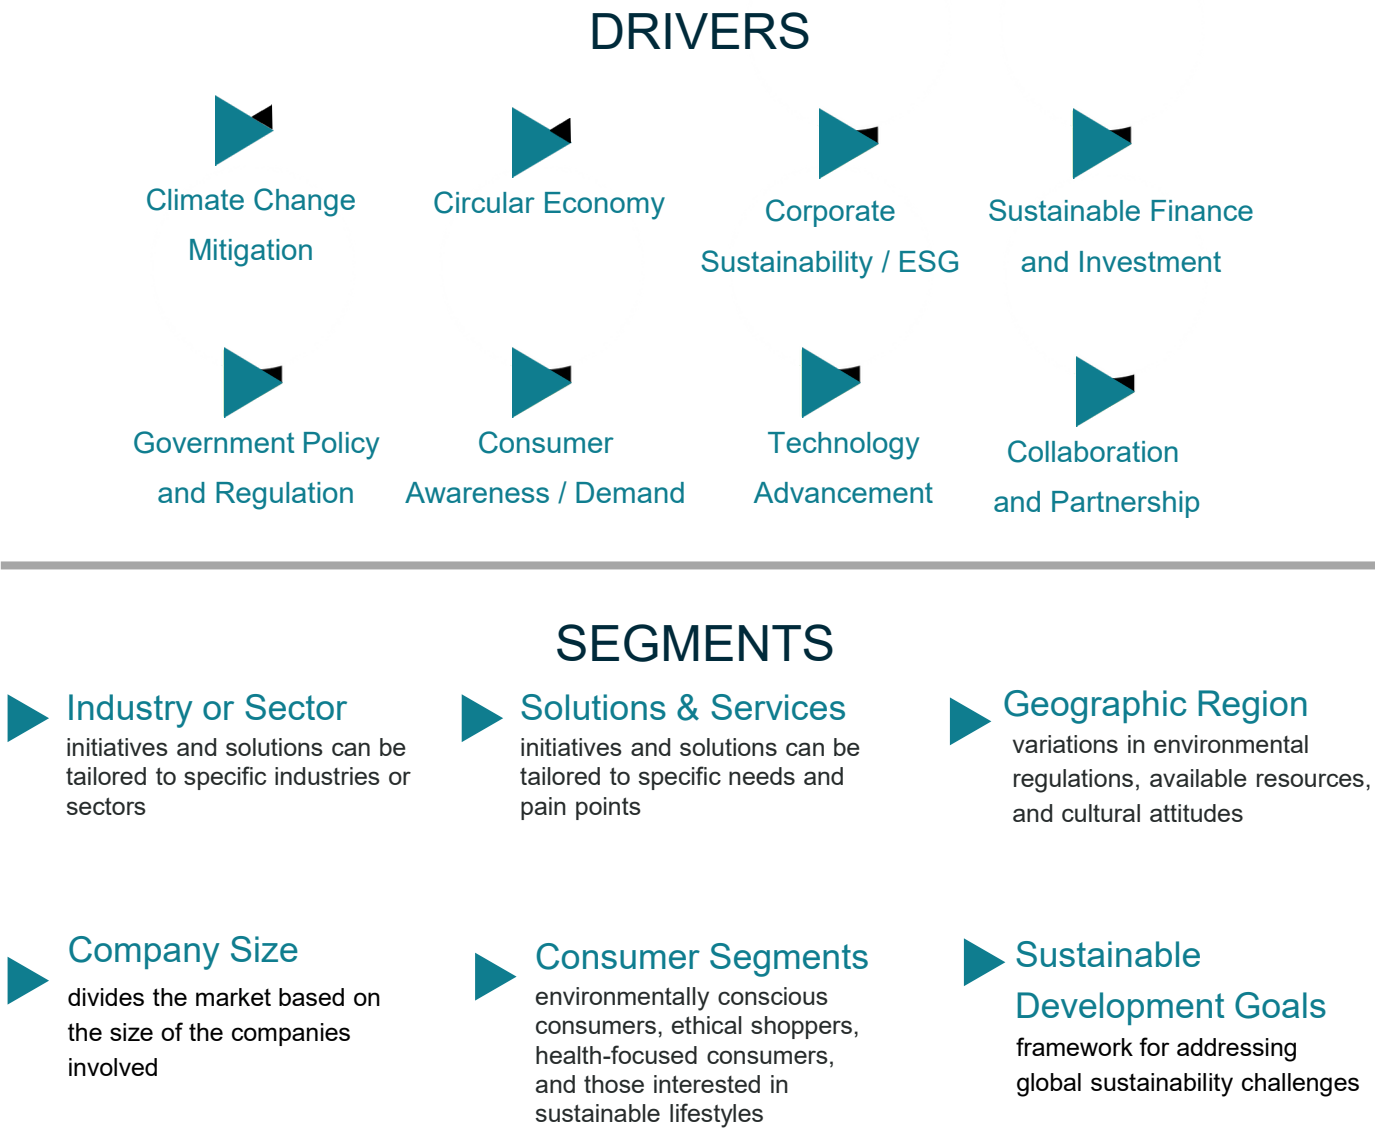 DRIVERS
Climate Change
Mitigation
Circular Economy
Corporate
Sustainability / ESG
Sustainable Finance
and Investment
Government Policy
and Regulation
Consumer
Awareness / Demand
Technology
Advancement
Collaboration
and Partnership
SEGMENTS
Industry or Sector
initiatives and solutions can be
tailored to specific industries or
sectors
Solutions & Services
initiatives and solutions can be
tailored to specific needs and
pain points
Geographic Region
variations in environmental
regulations, available resources,
and cultural attitudes
Company Size
divides the market based on
the size of the companies
involved
Consumer Segments
environmentally conscious
consumers, ethical shoppers,
health-focused consumers,
and those interested in
sustainable lifestyles
Sustainable
Development Goals
framework for addressing
global sustainability challenges